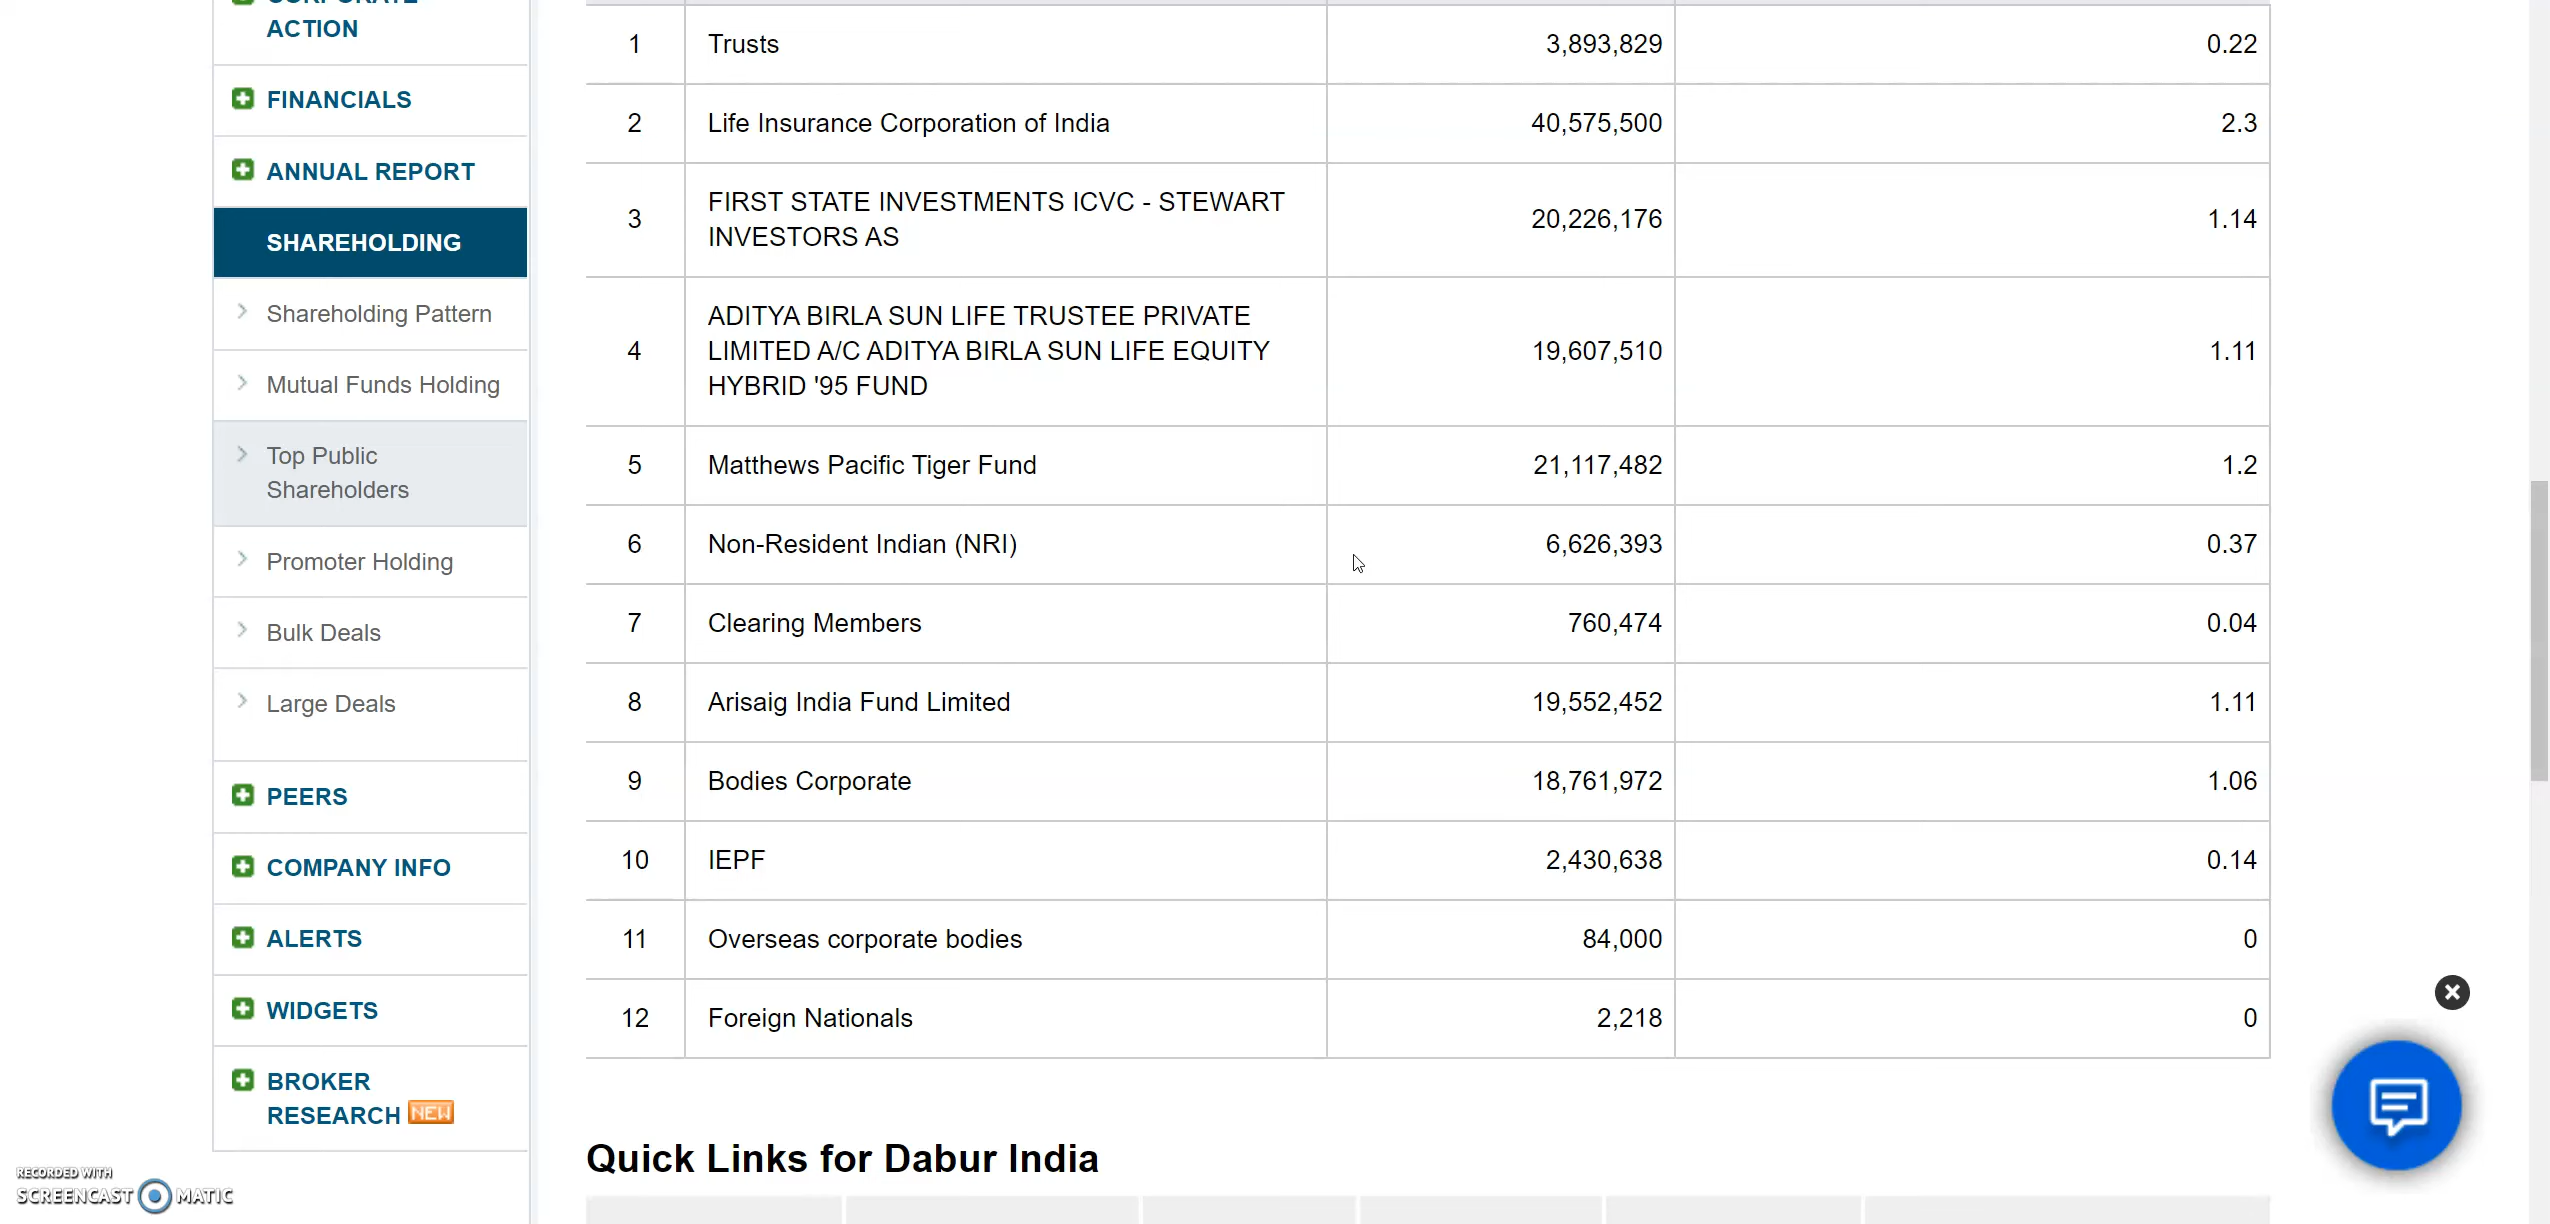 CORPORATE
ACTION
FINANCIALS
ANNUAL REPORT
SHAREHOLDING
Shareholding Pattern
Mutual Funds Holding
Top Public
Shareholders
Promoter Holding
Bulk Deals
Large Deals
PEERS
COMPANY INFO
ALERTS
WIDGETS
BROKER
RESEARCH NEW
1 Trusts 3,893,829 0.22
2 Life Insurance Corporation of India 40,575,500 2.3
3 FIRST STATE INVESTMENTS ICVC - STEWART
INVESTORS AS 20,226,176 1.14
ADITYA BIRLA SUN LIFE TRUSTEE PRIVATE
4 LIMITED A/C ADITYA BIRLA SUN LIFE EQUITY 19,607,510 1.11
HYBRID '95 FUND
5 Matthews Pacific Tiger Fund 21,117,482 1.2
6 Non-Resident Indian (NRI) 6,626,393 0.37
7 Clearing Members 760,474 0.04
8 Arisaig India Fund Limited 19,552,452 1.11
9 Bodies Corporate 18,761,972 1.06
10 IEPF 2,430,638 0.14
11 Overseas corporate bodies 84,000 0
12 Foreign Nationals 2,218 0
Quick Links for Dabur India
RECORDED WITH
SCREENCAST MATIC